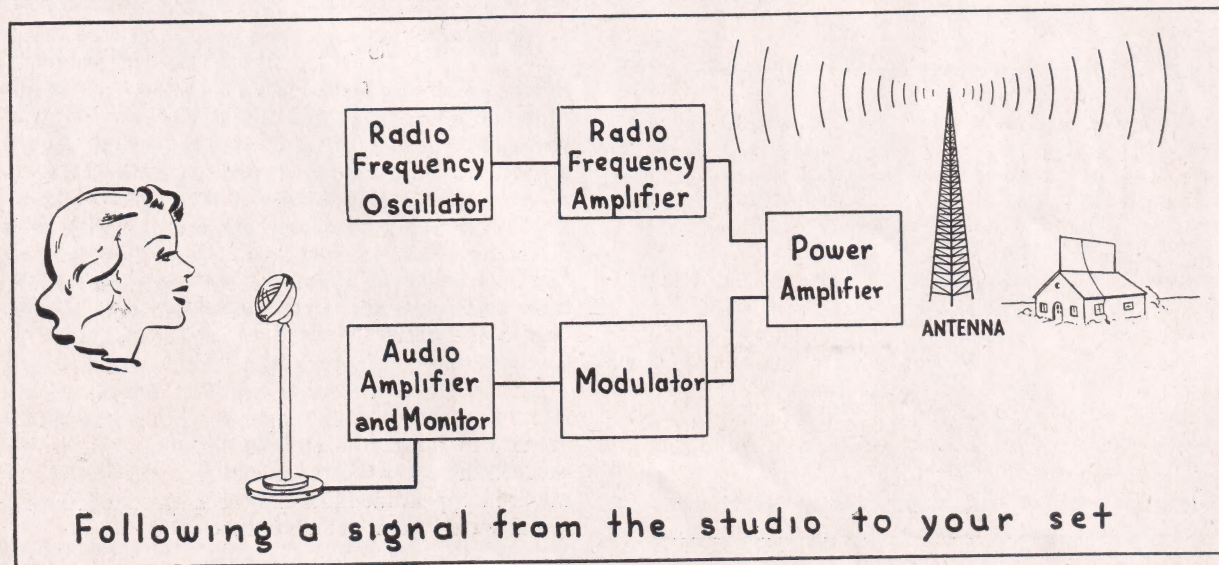 Radio
Frequency
Oscillator
Radio
Frequency
Amplifier
Power
Amplifier
ANTENNA
Audio
Amplifier
and Monitor
Modulator
Following a signal from the studio to your set